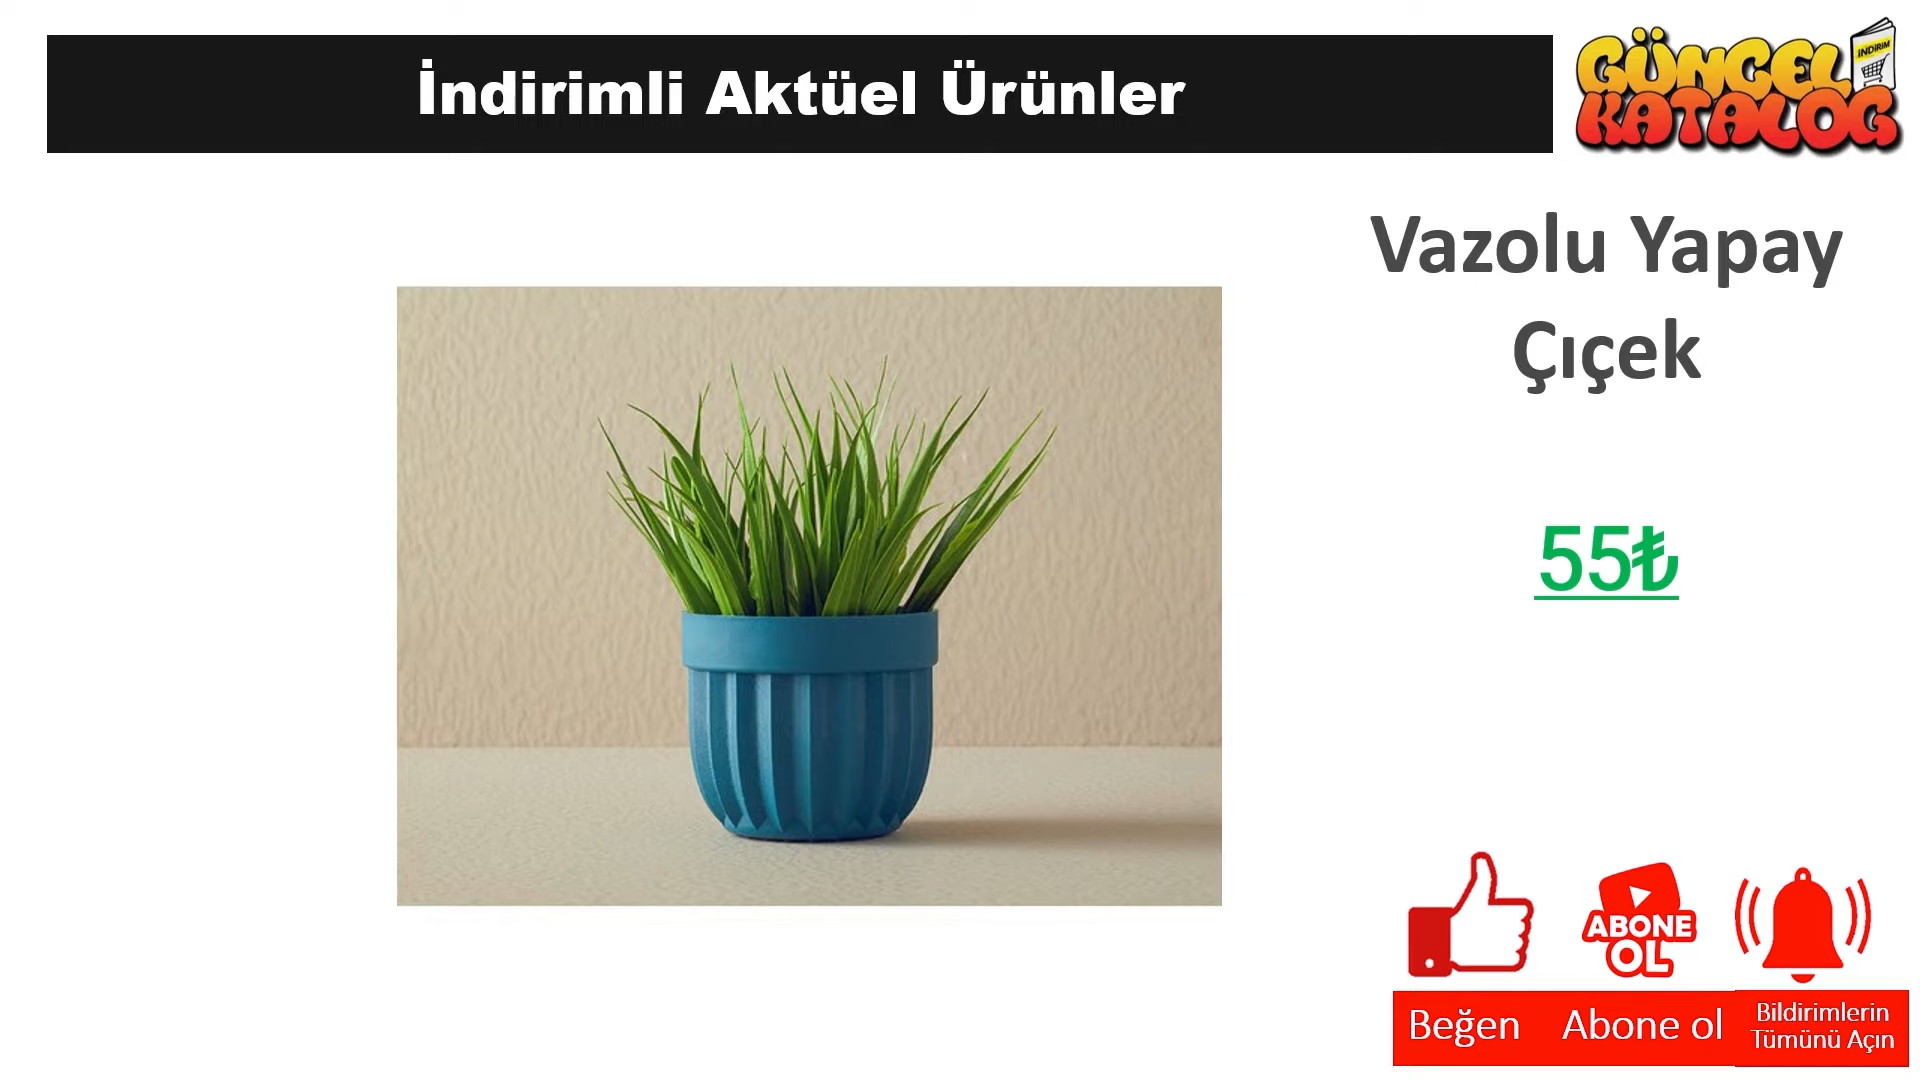 İndirimli Aktüel Ürünler
GÜNCEL
KATALOG
İNDİRİM
Vazolu Yapay
Çıçek
55₺
ABONE
OL
Beğen
Abone ol
Bildirimlerin
Tümünü Açın